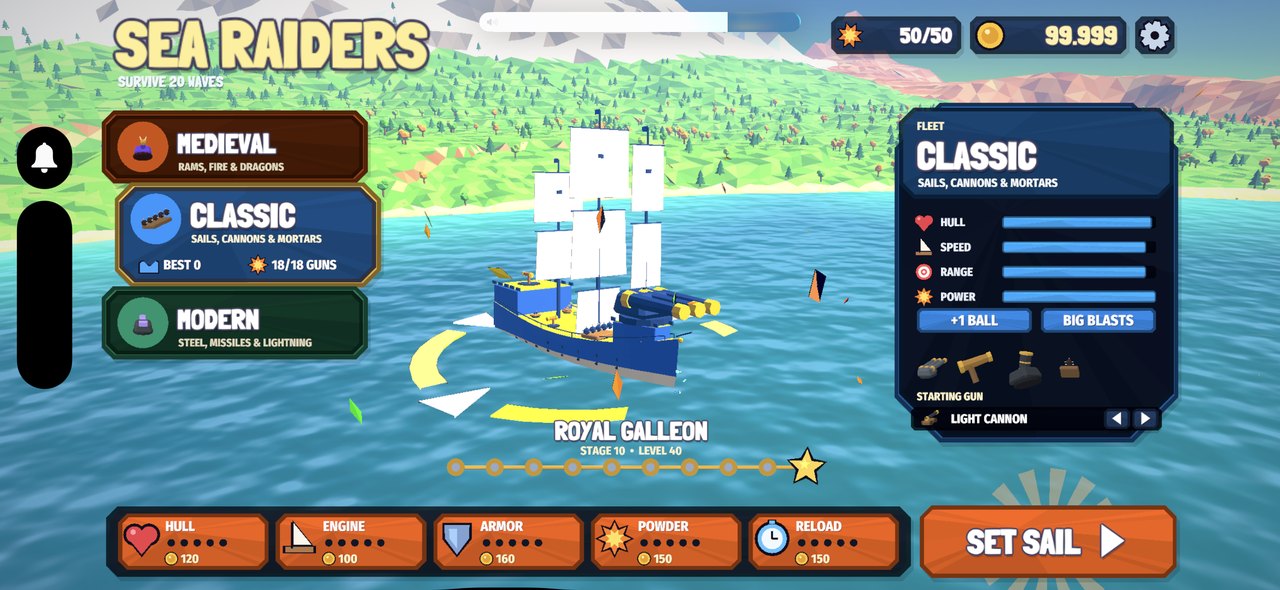 SEA RAIDERS
SURVIVE 20 WAVES
50/50
99.999
MEDIEVAL
RAMS, FIRE & DRAGONS
CLASSIC
SAILS, CANNONS & MORTARS
BEST 0
18/18 GUNS
MODERN
STEEL, MISSILES & LIGHTNING
FLEET
CLASSIC
SAILS, CANNONS & MORTARS
HULL
SPEED
RANGE
POWER
+1 BALL
BIG BLASTS
STARTING GUN
LIGHT CANNON
ROYAL GALLEON
STAGE 10 • LEVEL 40
HULL
120
ENGINE
100
ARMOR
160
POWDER
150
RELOAD
150
SET SAIL